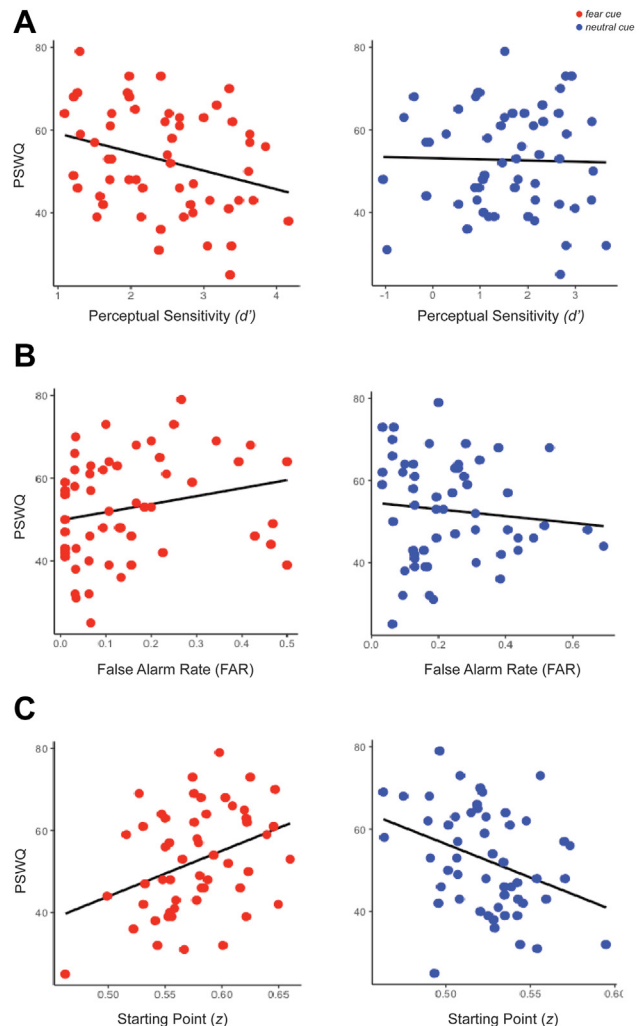 A
fear cue
neutral cue
80
60
40
PSWQ
1 2 3 4
Perceptual Sensitivity (d’)
80
60
40
-1 0 1 2 3
Perceptual Sensitivity (d’)
B
80
60
40
PSWQ
0.0 0.1 0.2 0.3 0.4 0.5
False Alarm Rate (FAR)
80
60
40
0.0 0.2 0.4 0.6
False Alarm Rate (FAR)
C
80
60
40
PSWQ
0.50 0.55 0.60 0.65
Starting Point (z)
80
60
40
0.50 0.55 0.60
Starting Point (z)